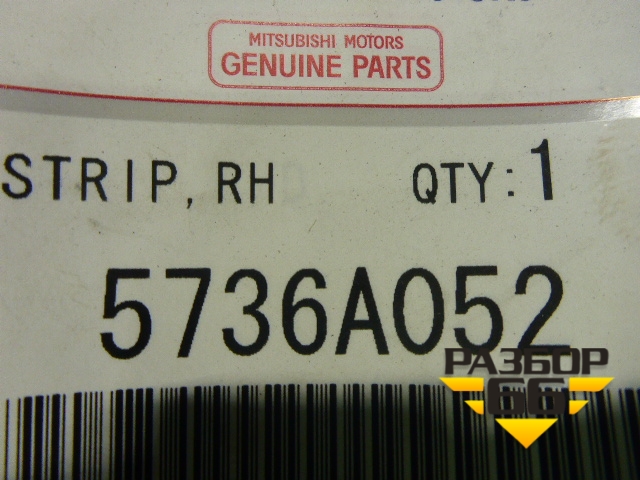 MITSUBISHI MOTORS
GENUINE PARTS
STRIP, RH QTY: 1
5736A052
РАЗБОР
66